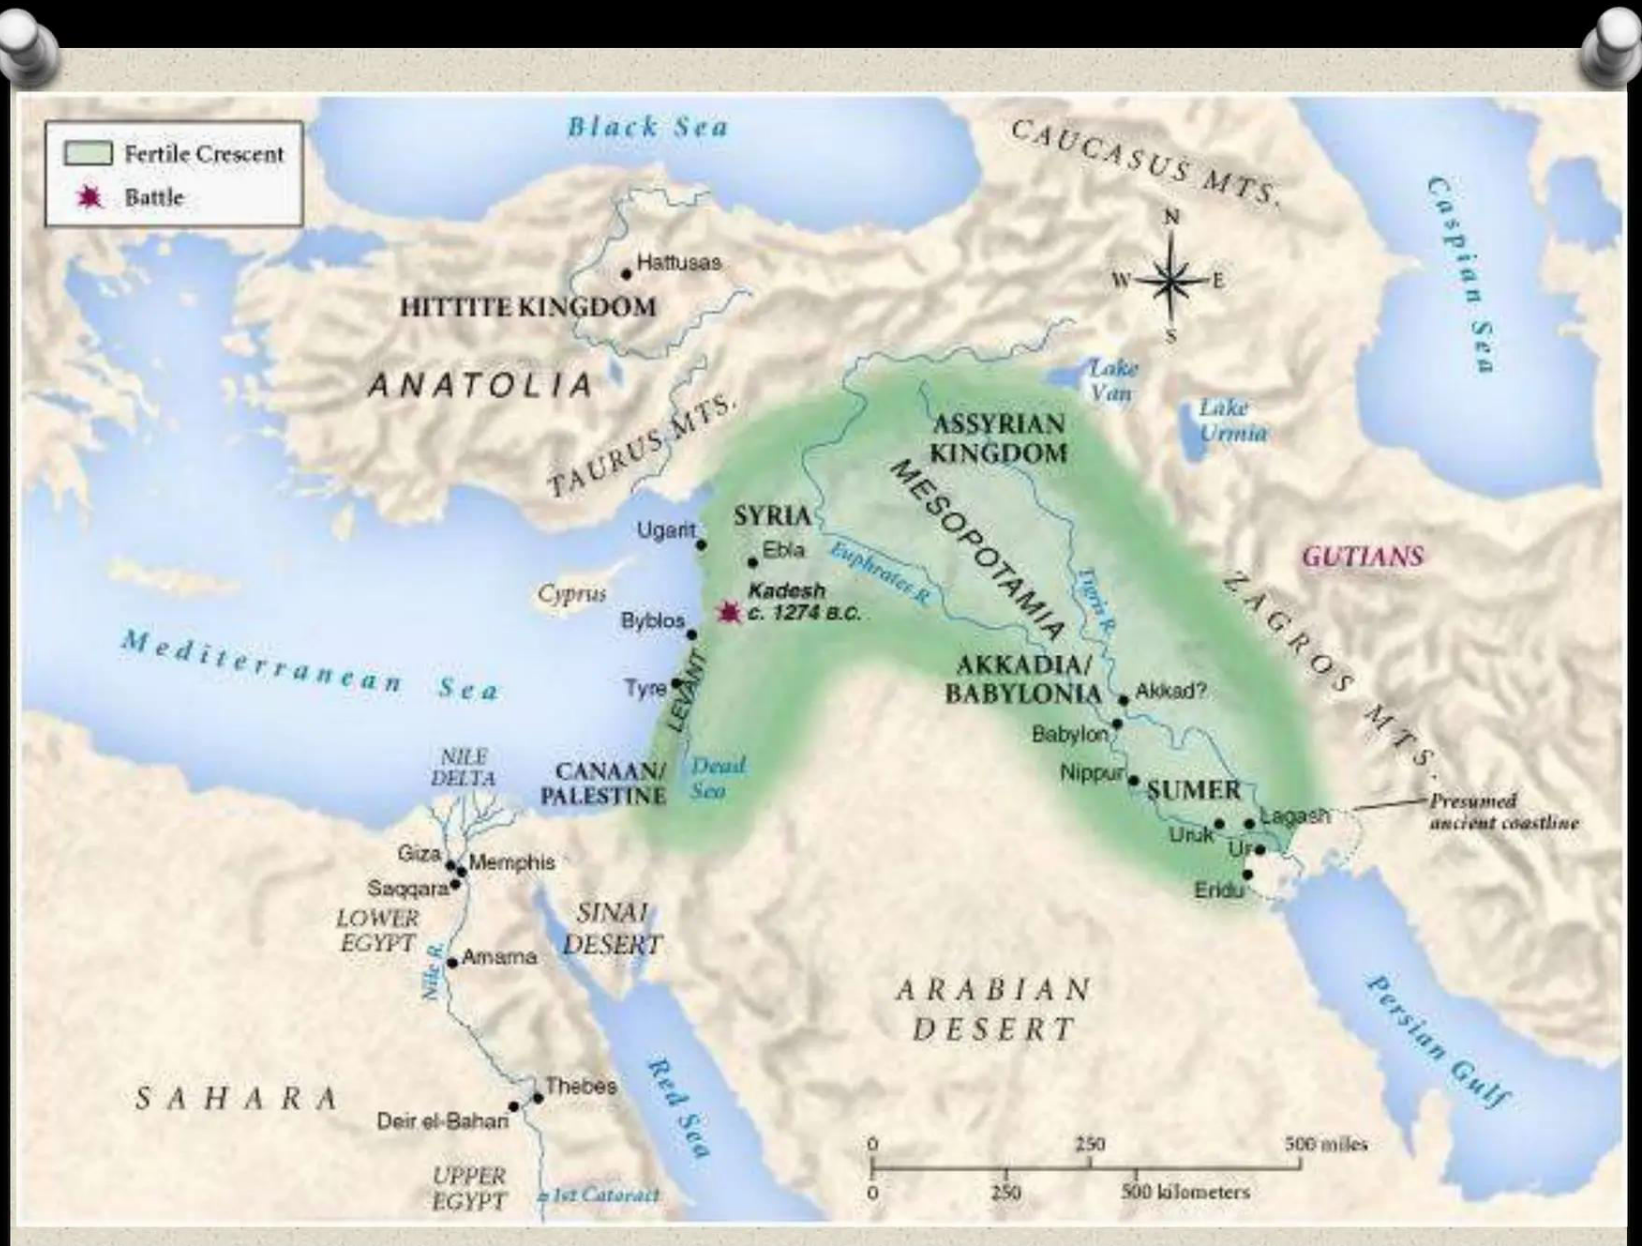 Black Sea
CAUCASUS MTS.
Fertile Crescent
Battle
Caspian Sea
N
W
E
S
Hattusas
HITTITE KINGDOM
ANATOLIA
TAURUS MTS.
Lake
Van
Lake
Urmia
ASSYRIAN
KINGDOM
MESOPOTAMIA
SYRIA
Ugarit
Ebla
Euphrates R.
Tigris R.
GUTIANS
ZAGROS MTS.
Cyprus
Kadesh
c. 1274 B.C.
Byblos
Mediterranean Sea
Tyre
LEVANT
AKKADIA/
BABYLONIA
Akkad?
Babylon
NILE
DELTA
CANAAN/
PALESTINE
Dead
Sea
Nippur
SUMER
Lagash
Uruk
Ur
Eridu
Presumed
ancient coastline
Giza
Memphis
Saqqara
LOWER
EGYPT
SINAI
DESERT
Nile R.
Amarna
ARABIAN
DESERT
Persian Gulf
SAHARA
Thebes
Deir el-Bahari
Red Sea
UPPER
EGYPT
1st Cataract
0 250 500 miles
0 250 500 kilometers